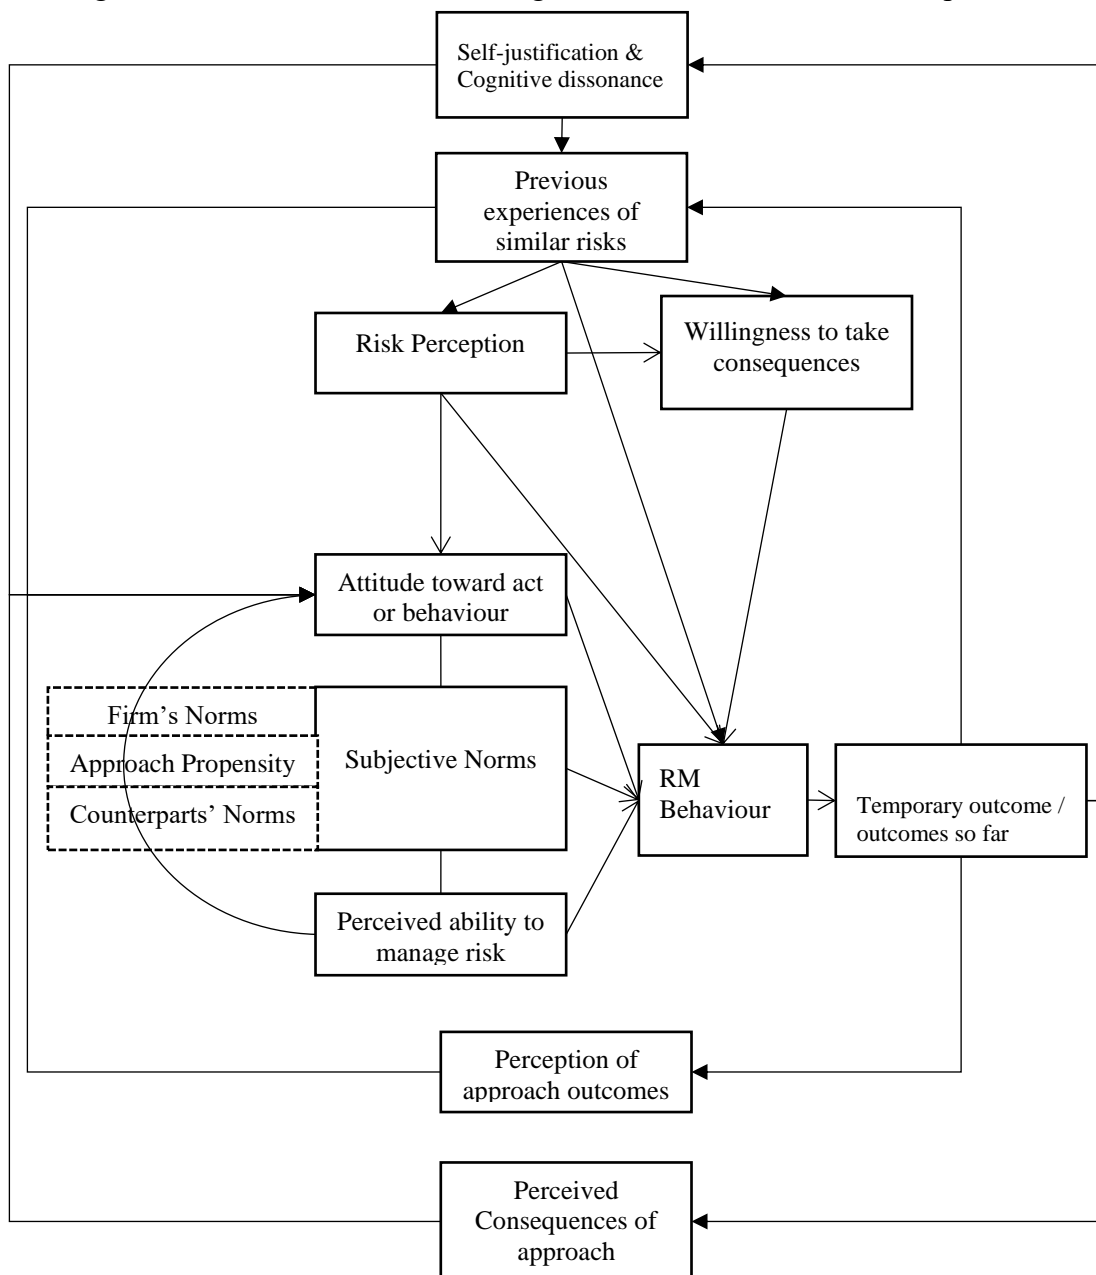 Self-justification &
Cognitive dissonance
Previous
experiences of
similar risks
Risk Perception
Willingness to take
consequences
Attitude toward act
or behaviour
Firm's Norms
Approach Propensity
Counterparts' Norms
Subjective Norms
RM
Behaviour
Temporary outcome /
outcomes so far
Perceived ability to
manage risk
Perception of
approach outcomes
Perceived
Consequences of
approach